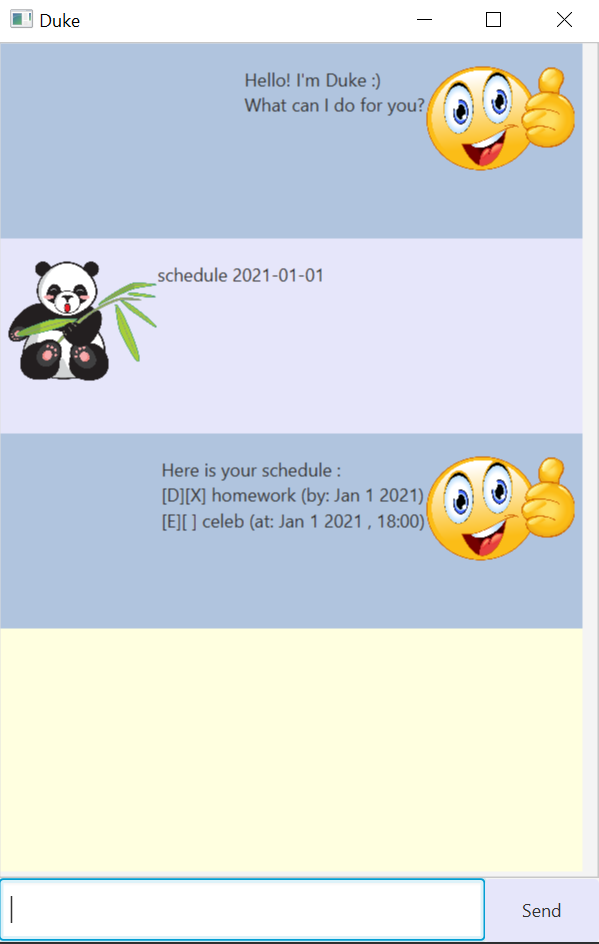 Duke
Hello! I'm Duke :)
What can I do for you?
schedule 2021-01-01
Here is your schedule :
[D][X] homework (by: Jan 1 2021)
[E][ ] celeb (at: Jan 1 2021 , 18:00)
Send